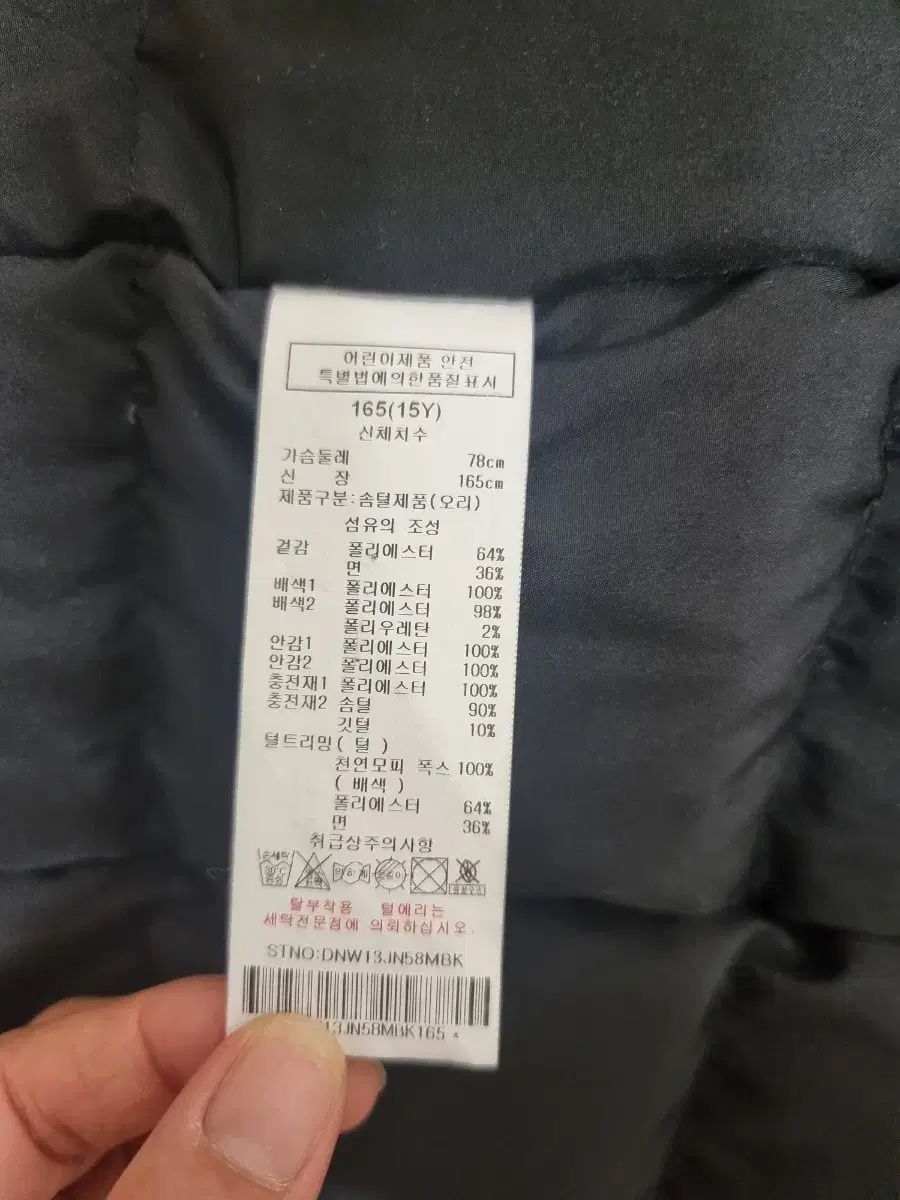 어린이제품 안전
특별법에의한품질표시
165(15Y)
신체치수
가슴둘레 78cm
신 장 165cm
제품구분:솜털제품(오리)
섬유의 조성
겉감 폴리에스터 64%
면 36%
배색1 폴리에스터 100%
배색2 폴리에스터 98%
폴리우레탄 2%
안감1 폴리에스터 100%
안감2 폴리에스터 100%
충전재1 폴리에스터 100%
충전재2 솜털 90%
깃털 10%
털트리밍( 털 )
천연모피 폭스 100%
( 배색 )
폴리에스터 64%
면 36%
취급상주의사항
손세탁 약하게
탈부착용 털애리는
세탁전문점에 의뢰하십시오.
STNO:DNW13JN58MBK
13JN58MBK165 *